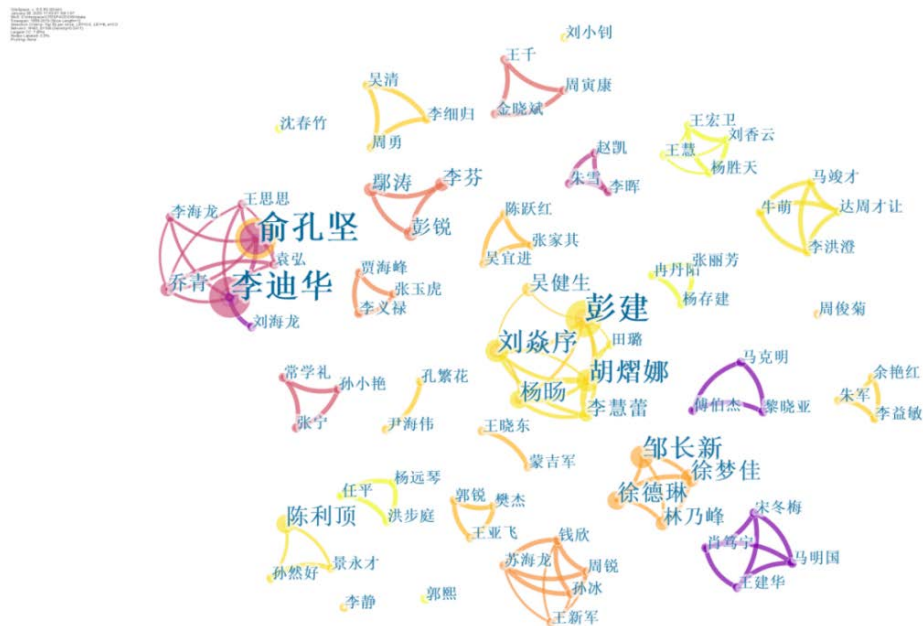 刘小钊
王千
周寅康
金晓斌
吴清
李细归
周勇
沈春竹
王宏卫
刘香云
王慧
杨胜天
赵凯
朱雪
李晖
鄢涛
李芬
彭锐
马竣才
牛萌
达周才让
李洪澄
李海龙
王思思
俞孔坚
袁弘
乔青
李迪华
刘海龙
陈跃红
张家其
吴宜进
贾海峰
张玉虎
李义禄
张丽芳
冉丹阳
杨存建
吴健生
彭建
刘焱序
田璐
胡熠娜
杨旸
李慧蕾
周俊菊
马克明
傅伯杰
黎晓亚
余艳红
朱军
李益敏
常学礼
孙小艳
张宁
孔繁花
尹海伟
王晓东
蒙吉军
邹长新
徐梦佳
徐德琳
林乃峰
杨远琴
任平
洪步庭
郭锐
樊杰
王亚飞
陈利顶
景永才
孙然好
宋冬梅
肖笃宁
马明国
王建华
钱欣
苏海龙
周锐
孙冰
王新军
李静
郭熙